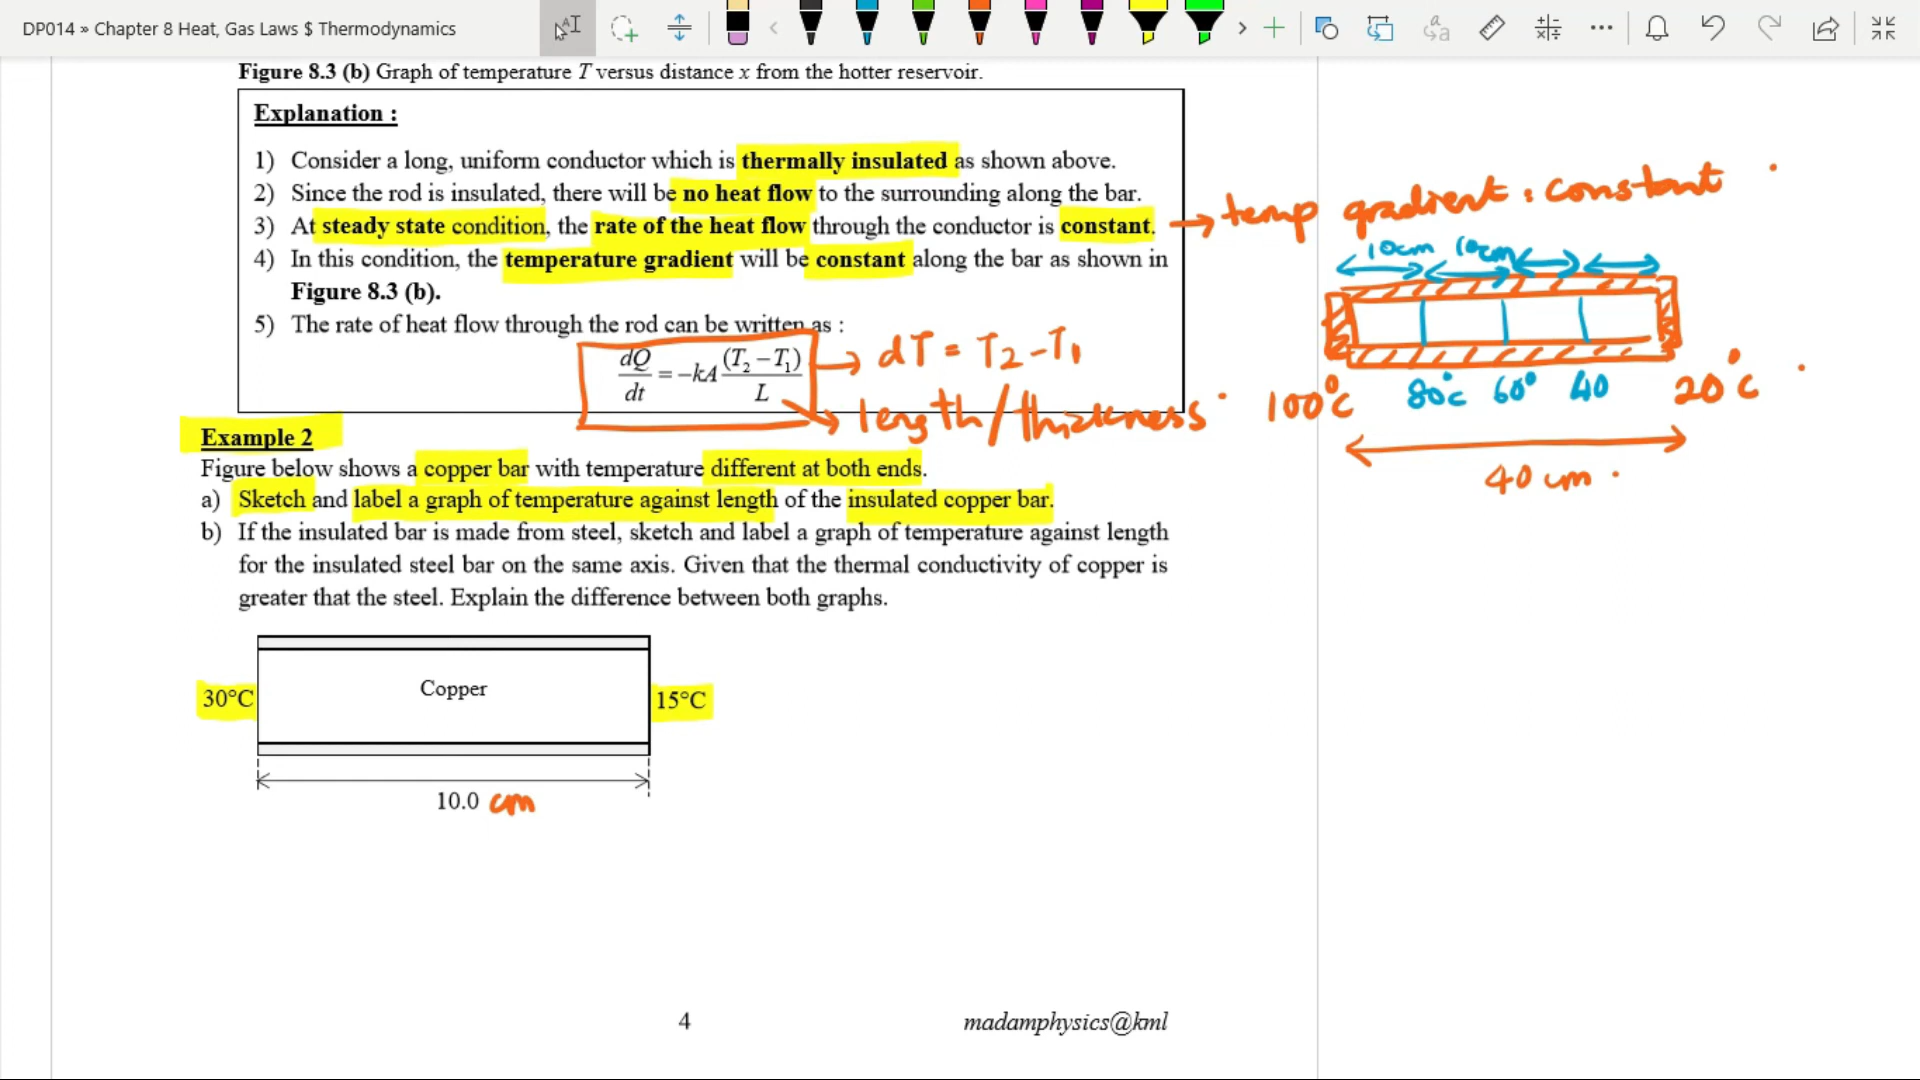 DP014 » Chapter 8 Heat, Gas Laws $ Thermodynamics
Figure 8.3 (b) Graph of temperature T versus distance x from the hotter reservoir.
Explanation :
1) Consider a long, uniform conductor which is thermally insulated as shown above.
2) Since the rod is insulated, there will be no heat flow to the surrounding along the bar.
3) At steady state condition, the rate of the heat flow through the conductor is constant.
→ temp gradient : constant
4) In this condition, the temperature gradient will be constant along the bar as shown in
Figure 8.3 (b).
5) The rate of heat flow through the rod can be written as :
dQ/dt = -kA (T₂ – T₁)/L
→ dT = T₂ - T₁
→ length/thickness
10cm 10cm
100°C 80°C 60° 40 20°C
40 cm
Example 2
Figure below shows a copper bar with temperature different at both ends.
a) Sketch and label a graph of temperature against length of the insulated copper bar.
b) If the insulated bar is made from steel, sketch and label a graph of temperature against length
for the insulated steel bar on the same axis. Given that the thermal conductivity of copper is
greater that the steel. Explain the difference between both graphs.
30°C Copper 15°C
10.0 cm
4 madamphysics@kml